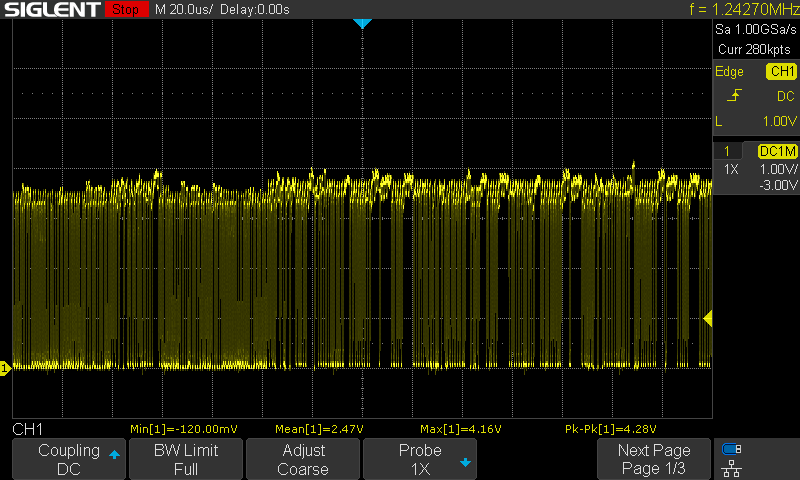 SIGLENT Stop M 20.0us/ Delay:0.00s f = 1.24270MHz
Sa 1.00GSa/s
Curr 280kpts
Edge CH1
DC
L 1.00V
1 DC1M
1X 1.00V/
-3.00V
1
CH1 Min[1]=-120.00mV Mean[1]=2.47V Max[1]=4.16V Pk-Pk[1]=4.28V
Coupling BW Limit Adjust Probe Next Page
DC Full Coarse 1X Page 1/3